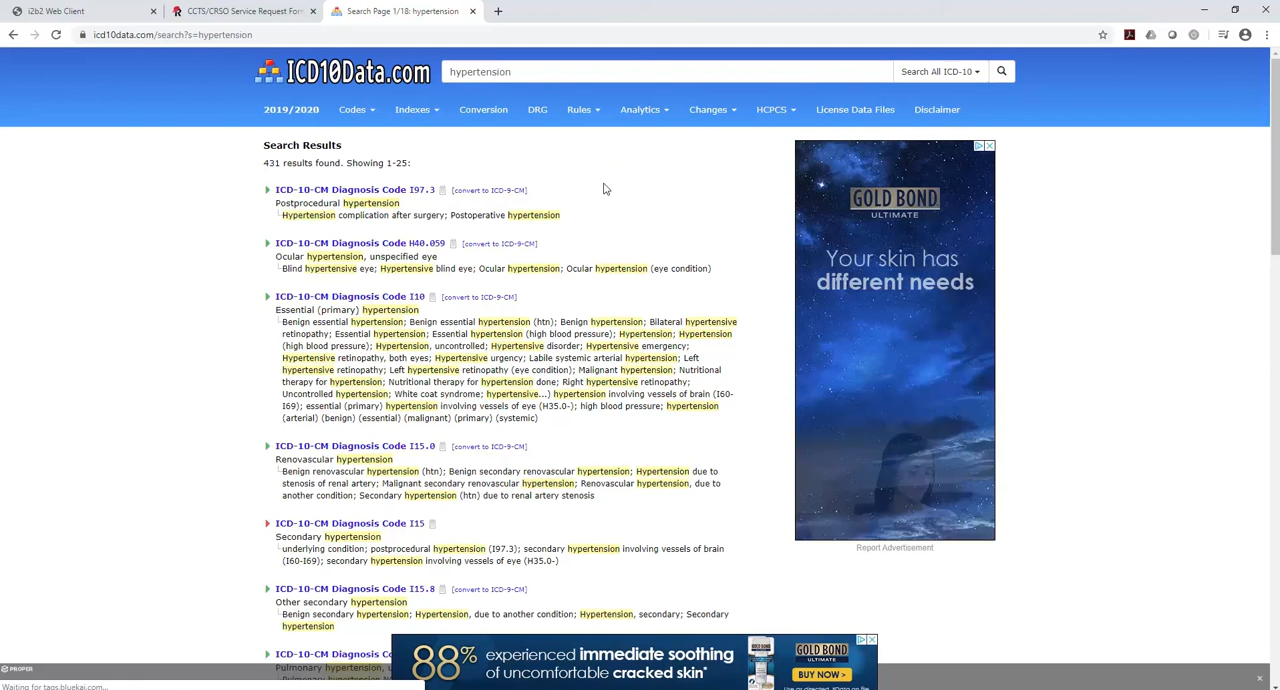 i2b2 Web Client
CCTS/CRSO Service Request Form
Search Page 1/18: hypertension
icd10data.com/search?s=hypertension
ICD10Data.com
hypertension
Search All ICD-10
2019/2020 Codes Indexes Conversion DRG Rules Analytics Changes HCPCS License Data Files Disclaimer
Search Results
431 results found. Showing 1-25:
ICD-10-CM Diagnosis Code I97.3 [convert to ICD-9-CM]
Postprocedural hypertension
Hypertension complication after surgery; Postoperative hypertension
ICD-10-CM Diagnosis Code H40.059 [convert to ICD-9-CM]
Ocular hypertension, unspecified eye
Blind hypertensive eye; Hypertensive blind eye; Ocular hypertension; Ocular hypertension (eye condition)
ICD-10-CM Diagnosis Code I10 [convert to ICD-9-CM]
Essential (primary) hypertension
Benign essential hypertension; Benign essential hypertension (htn); Benign hypertension; Bilateral hypertensive
retinopathy; Essential hypertension; Essential hypertension (high blood pressure); Hypertension; Hypertension
(high blood pressure); Hypertension, uncontrolled; Hypertensive disorder; Hypertensive emergency;
Hypertensive retinopathy, both eyes; Hypertensive urgency; Labile systemic arterial hypertension; Left
hypertensive retinopathy; Left hypertensive retinopathy (eye condition); Malignant hypertension; Nutritional
therapy for hypertension; Nutritional therapy for hypertension done; Right hypertensive retinopathy;
Uncontrolled hypertension; White coat syndrome; hypertensive...) hypertension involving vessels of brain (I60-
I69); essential (primary) hypertension involving vessels of eye (H35.0-); high blood pressure; hypertension
(arterial) (benign) (essential) (malignant) (primary) (systemic)
ICD-10-CM Diagnosis Code I15.0 [convert to ICD-9-CM]
Renovascular hypertension
Benign renovascular hypertension (htn); Benign secondary renovascular hypertension; Hypertension due to
stenosis of renal artery; Malignant secondary renovascular hypertension; Renovascular hypertension, due to
another condition; Secondary hypertension (htn) due to renal artery stenosis
ICD-10-CM Diagnosis Code I15
Secondary hypertension
underlying condition; postprocedural hypertension (I97.3); secondary hypertension involving vessels of brain
(I60-I69); secondary hypertension involving vessels of eye (H35.0-)
ICD-10-CM Diagnosis Code I15.8 [convert to ICD-9-CM]
Other secondary hypertension
Benign secondary hypertension; Hypertension, due to another condition; Hypertension, secondary; Secondary
hypertension
ICD-10-CM Diagnosis Cod
Pulmonary hypertension, u
GOLD BOND
ULTIMATE
Your skin has
different needs
Report Advertisement
88% experienced immediate soothing
of uncomfortable cracked skin*
GOLD BOND
ULTIMATE
BUY NOW>
PROPER
Waiting for tags.bluekai.com...